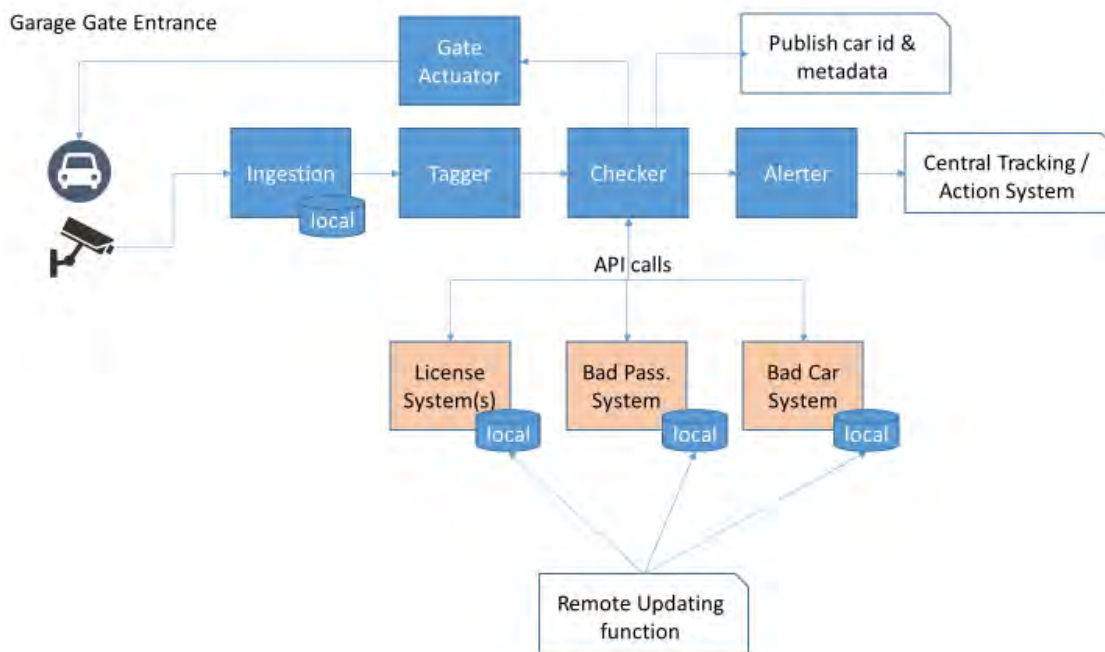 Garage Gate Entrance
Gate
Actuator
Publish car id &
metadata
Ingestion
local
Tagger
Checker
Alerter
Central Tracking /
Action System
API calls
License
System(s)
local
Bad Pass.
System
local
Bad Car
System
local
Remote Updating
function